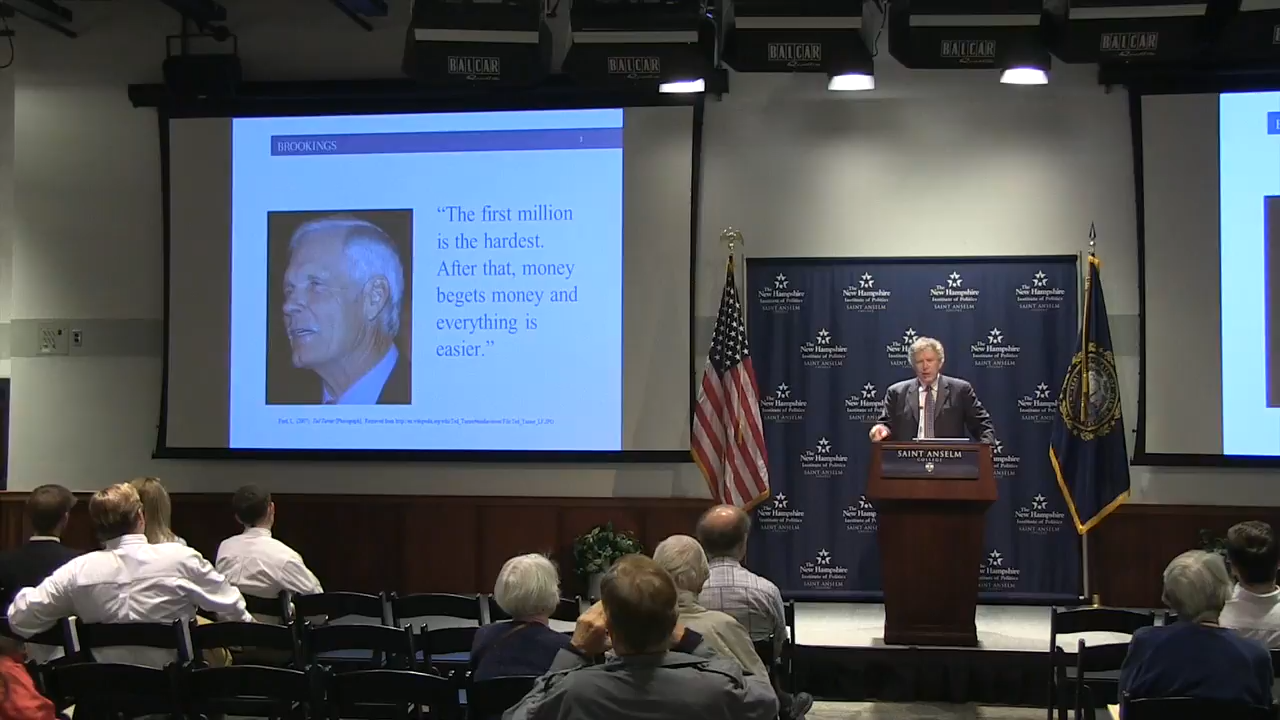 BALCAR
BALCAR
BALCAR
BALCAR
BALCAR
BROOKINGS
“The first million
is the hardest.
After that, money
begets money and
everything is
easier.”
The
New Hampshire
Institute of Politics
SAINT ANSELM
COLLEGE
SAINT ANSELM
COLLEGE